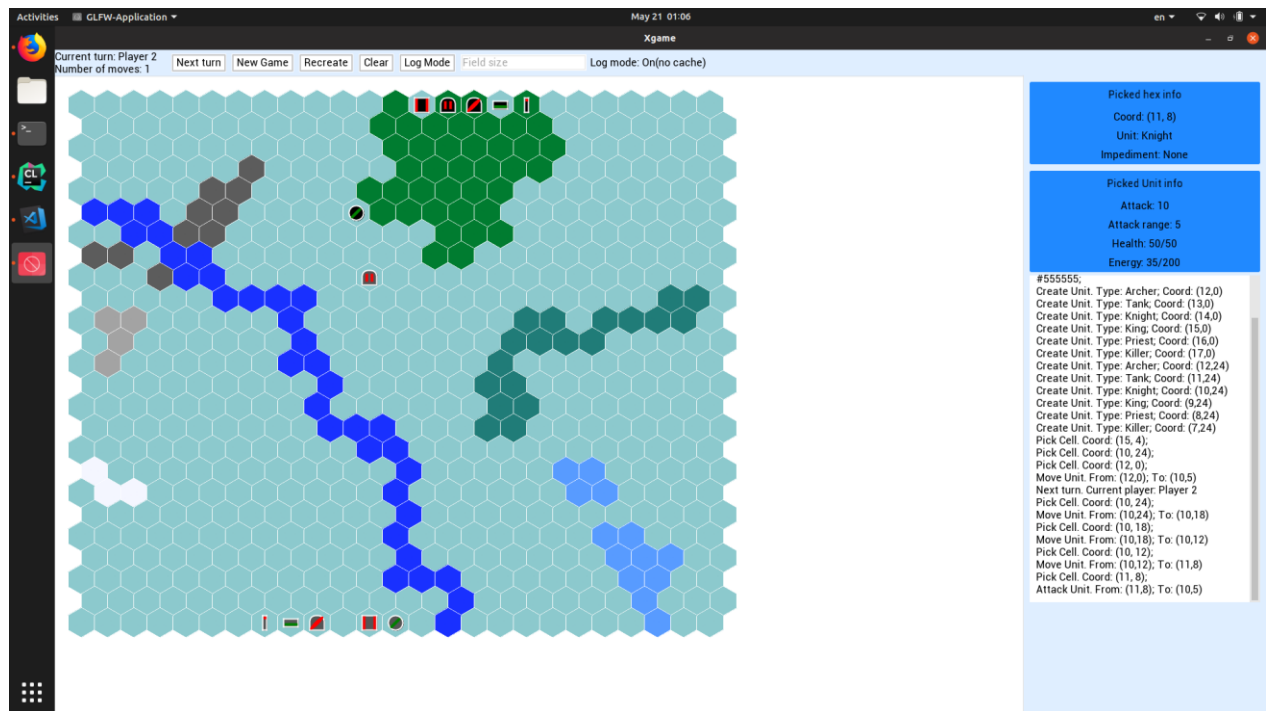 Activities GLFW-Application May 21 01:06 en
Xgame
Current turn: Player 2
Number of moves: 1
Next turn New Game Recreate Clear Log Mode Field size Log mode: On(no cache)
Picked hex info
Coord: (11, 8)
Unit: Knight
Impediment: None
Picked Unit info
Attack: 10
Attack range: 5
Health: 50/50
Energy: 35/200
#555555;
Create Unit. Type: Archer; Coord: (12,0)
Create Unit. Type: Tank; Coord: (13,0)
Create Unit. Type: Knight; Coord: (14,0)
Create Unit. Type: King; Coord: (15,0)
Create Unit. Type: Priest; Coord: (16,0)
Create Unit. Type: Killer; Coord: (17,0)
Create Unit. Type: Archer; Coord: (12,24)
Create Unit. Type: Tank; Coord: (11,24)
Create Unit. Type: Knight; Coord: (10,24)
Create Unit. Type: King; Coord: (9,24)
Create Unit. Type: Priest; Coord: (8,24)
Create Unit. Type: Killer; Coord: (7,24)
Pick Cell. Coord: (15, 4);
Pick Cell. Coord: (10, 24);
Pick Cell. Coord: (12, 0);
Move Unit. From: (12,0); To: (10,5)
Next turn. Current player: Player 2
Pick Cell. Coord: (10, 24);
Move Unit. From: (10,24); To: (10,18)
Pick Cell. Coord: (10, 18);
Move Unit. From: (10,18); To: (10,12)
Pick Cell. Coord: (10, 12);
Move Unit. From: (10,12); To: (11,8)
Pick Cell. Coord: (11, 8);
Attack Unit. From: (11,8); To: (10,5)
CL